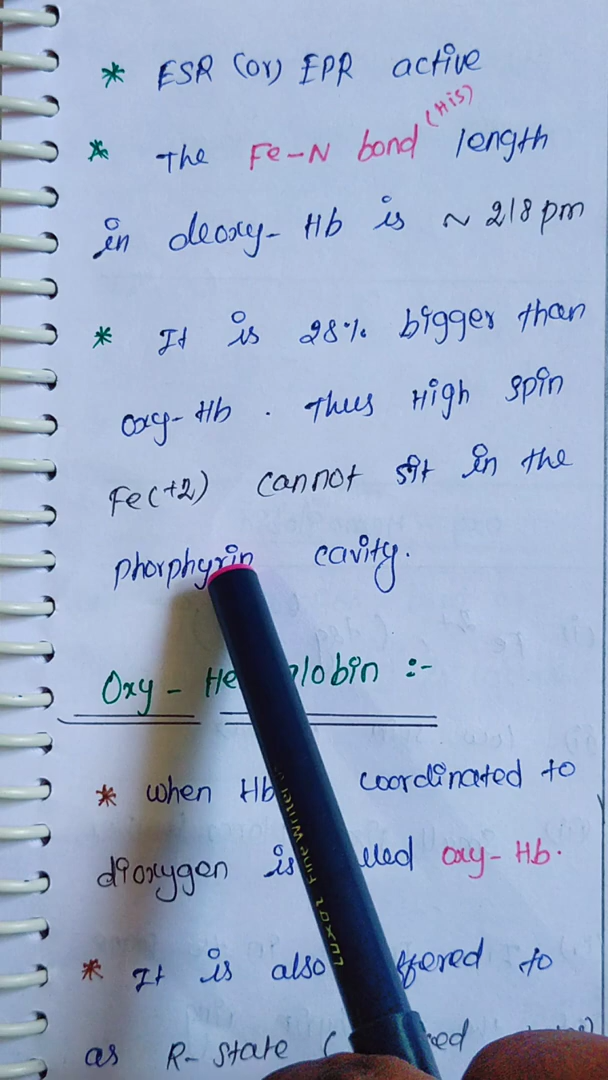 * ESR (or) EPR active
* The Fe-N bond (His) length
in deoxy-Hb is ~ 218 pm
* It is 28% bigger than
oxy-Hb. Thus High spin
Fe(+2) cannot sit in the
phorphyrin cavity.
Oxy -
* when Hb coordinated to
dioxygen is oxy-Hb.
* It is also to
as R-state (
LUXOR FINEWRITER